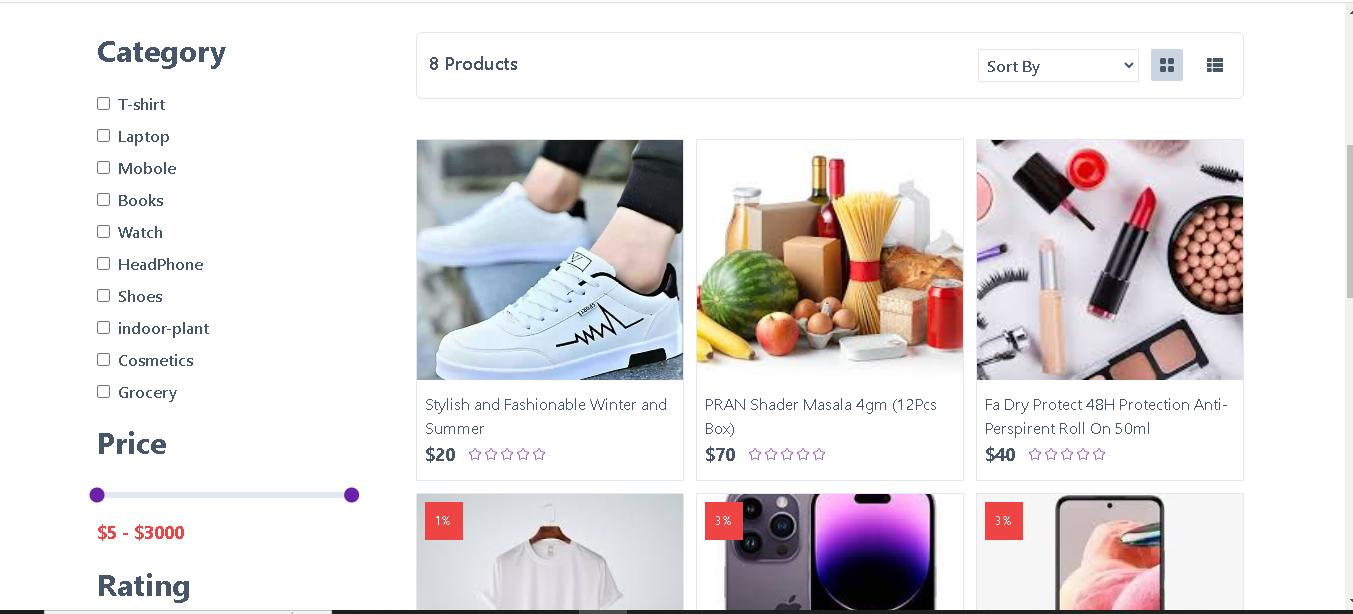 Category
T-shirt
Laptop
Mobole
Books
Watch
HeadPhone
Shoes
indoor-plant
Cosmetics
Grocery
Price
$5 - $3000
Rating
8 Products
Sort By
Stylish and Fashionable Winter and
Summer
$20
PRAN Shader Masala 4gm (12Pcs
Box)
$70
Fa Dry Protect 48H Protection Anti-
Perspirent Roll On 50ml
$40
1%
3%
3%